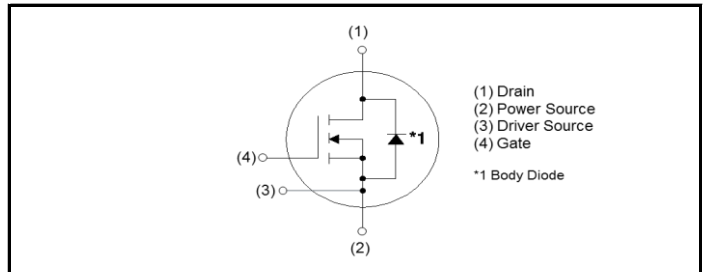 (1)
(1) Drain
(2) Power Source
(3) Driver Source
(4) Gate
*1
*1 Body Diode
(4)
(3)
(2)